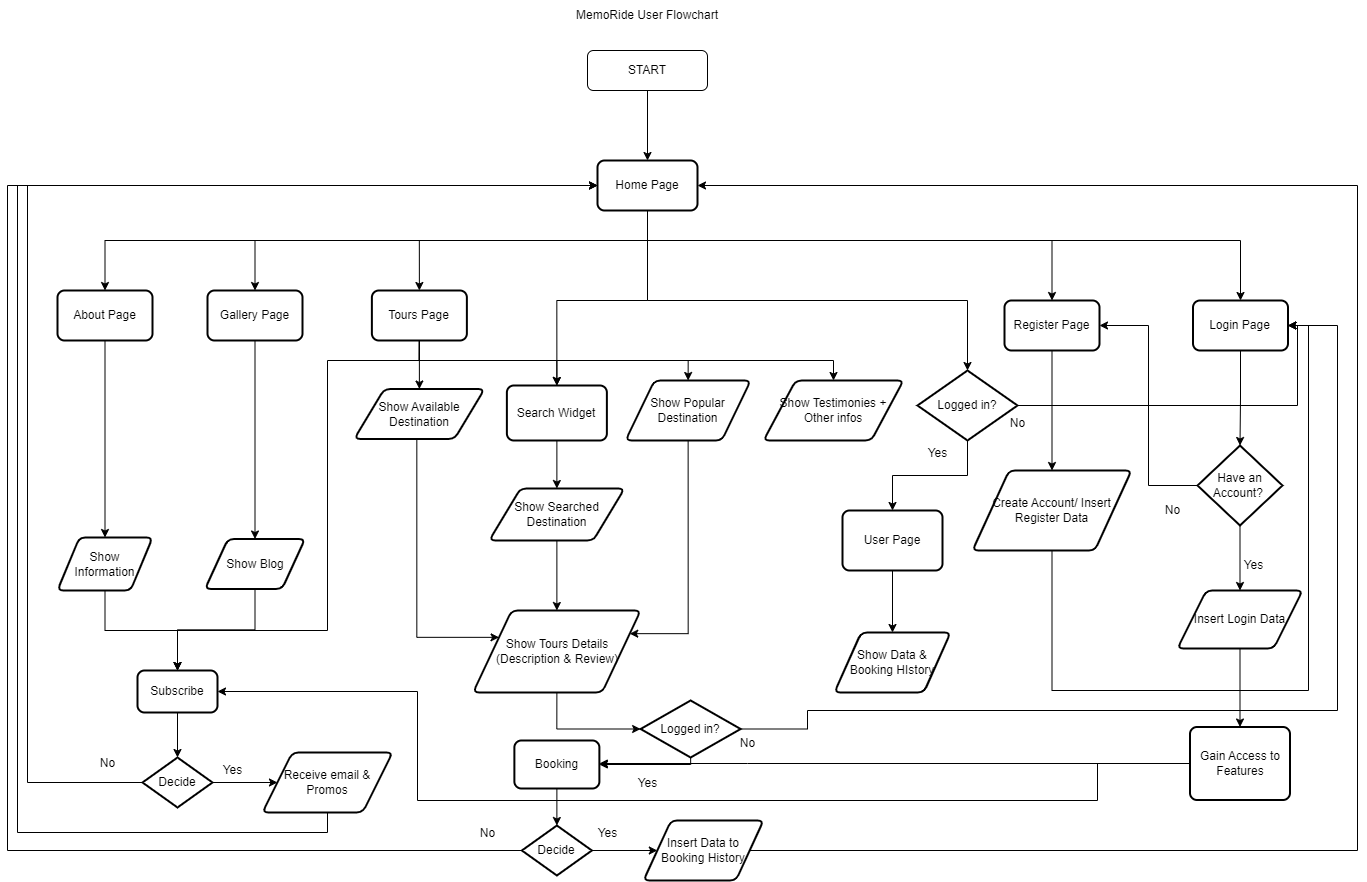 MemoRide User Flowchart
START
Home Page
About Page
Gallery Page
Tours Page
Register Page
Login Page
Show Available
Destination
Search Widget
Show Popular
Destination
Show Testimonies +
Other infos
Logged in?
No
Yes
Have an
Account?
No
Yes
Show Searched
Destination
Create Account/ Insert
Register Data
User Page
Show
Information
Show Blog
Insert Login Data
Show Tours Details
(Description & Review)
Show Data &
Booking HIstory
Subscribe
Logged in?
No
Yes
Booking
Gain Access to
Features
No
Decide
Yes
Receive email &
Promos
No
Decide
Yes
Insert Data to
Booking History